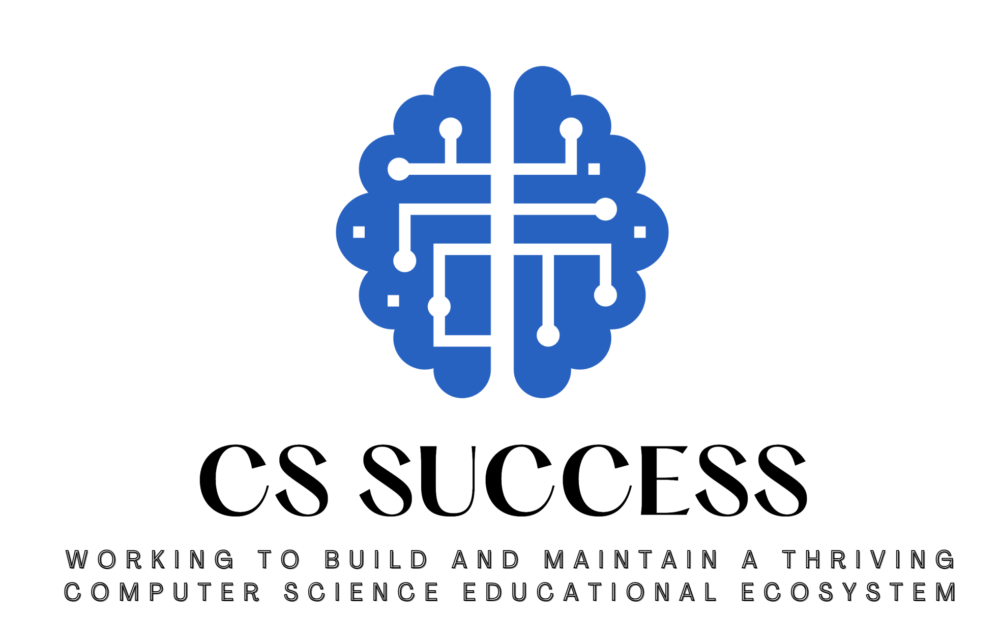 CS SUCCESS
WORKING TO BUILD AND MAINTAIN A THRIVING
COMPUTER SCIENCE EDUCATIONAL ECOSYSTEM